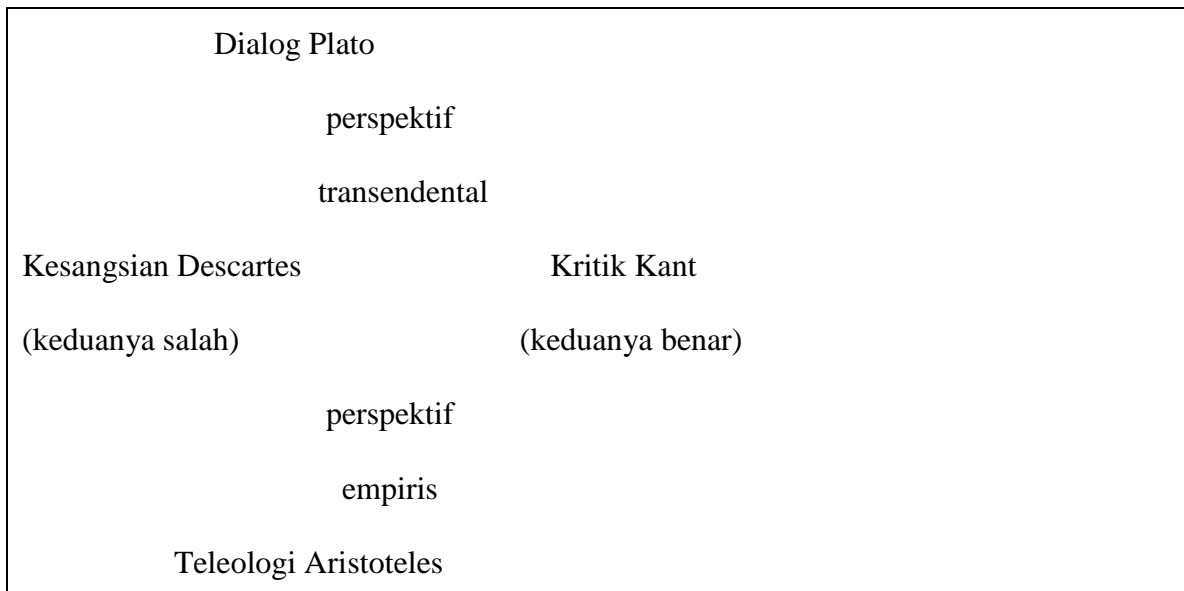 Dialog Plato
perspektif
transendental
Kesangsian Descartes Kritik Kant
(keduanya salah) (keduanya benar)
perspektif
empiris
Teleologi Aristoteles